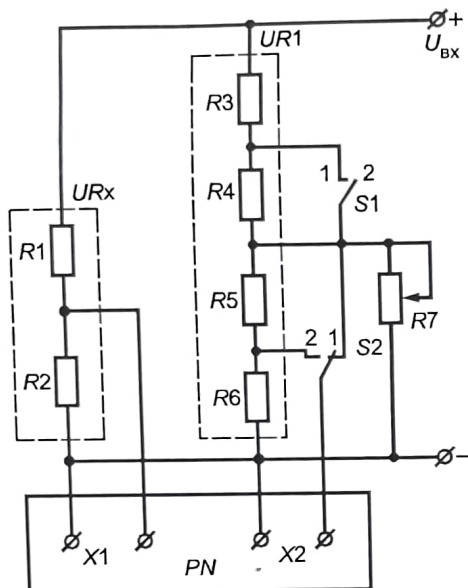 +
UR1
Uвх
R3
1 2
S1
R4
URx
R1
R5
R7
2 1
S2
R2
R6
−
X1
X2
PN